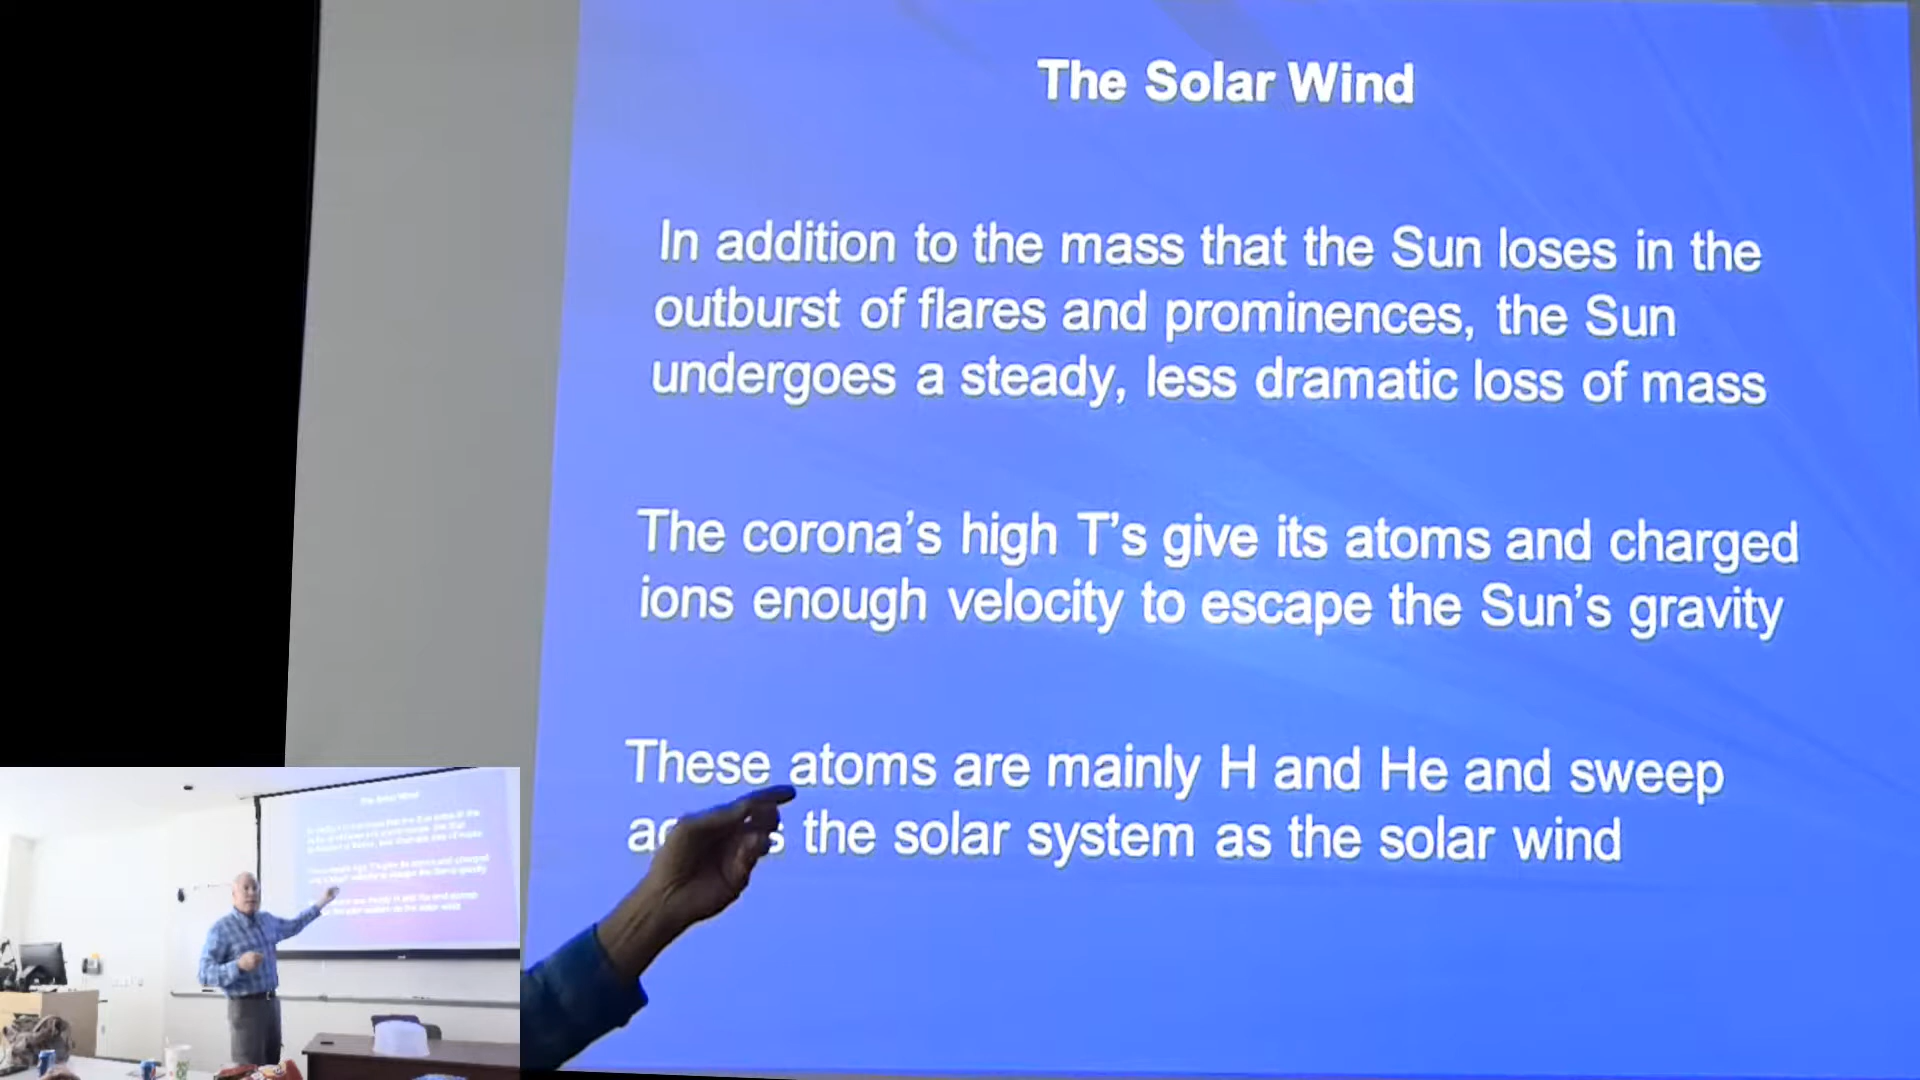 The Solar Wind
In addition to the mass that the Sun loses in the
outburst of flares and prominences, the Sun
undergoes a steady, less dramatic loss of mass
The corona's high T's give its atoms and charged
ions enough velocity to escape the Sun's gravity
These atoms are mainly H and He and sweep
the solar system as the solar wind
The Solar Wind